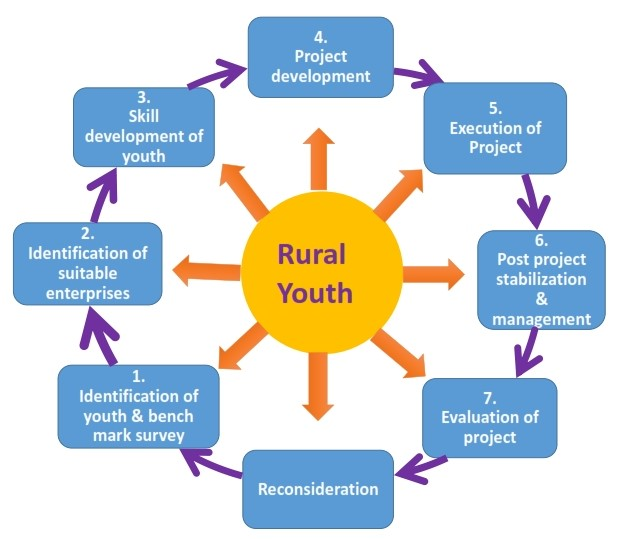 4.
Project
development
3.
Skill
development of
youth
5.
Execution of
Project
2.
Identification of
suitable
enterprises
Rural
Youth
6.
Post project
stabilization
&
management
1.
Identification of
youth & bench
mark survey
7.
Evaluation of
project
Reconsideration